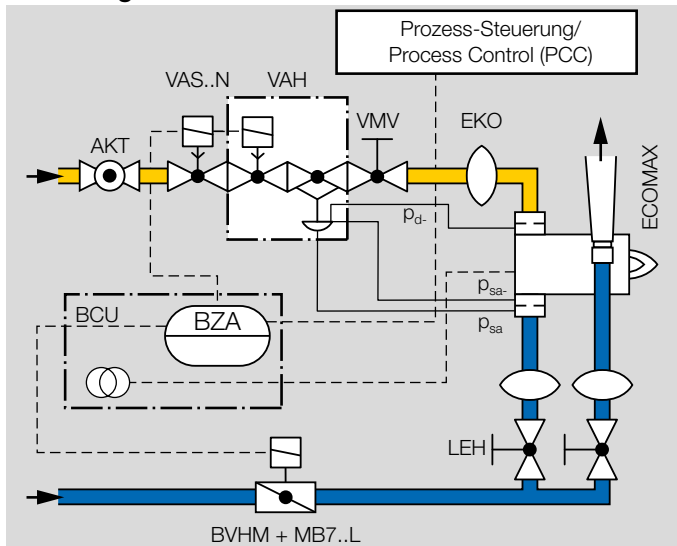 Prozess-Steuerung/
Process Control (PCC)
VAS..N
VAH
VMV
EKO
AKT
ECOMAX
pd-
psa-
psa
BCU
BZA
LEH
BVHM + MB7..L